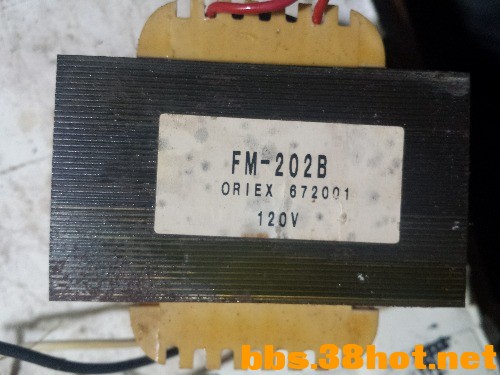 FM-202B
ORIEX 672001
120V
bbs.38hot.net